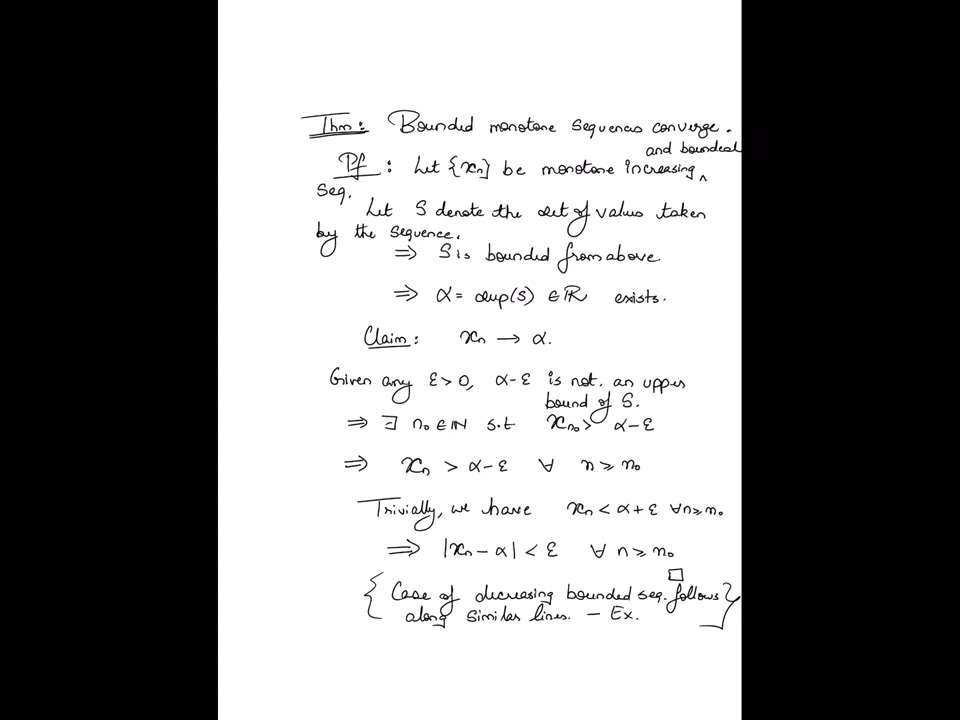 Thm: Bounded monotone sequences converge.
Pf: Let {xn} be monotone increasing ‸ and bounded
seq.
Let S denote the set of values taken
by the sequence.
⇒ S is bounded from above
⇒ α = sup(S) ∈ ℝ exists.
Claim: xn → α.
Given any ε > 0, α-ε is not an upper
bound of S.
⇒ ∃ n₀ ∈ ℕ s.t xn₀ > α-ε
⇒ xn > α-ε ∀ n ≥ n₀
Trivially, we have xn < α+ε ∀n≥n₀.
⇒ |xn - α| < ε ∀ n ≥ n₀
□
{ Case of decreasing bounded seq. follows
along similar lines. - Ex. }